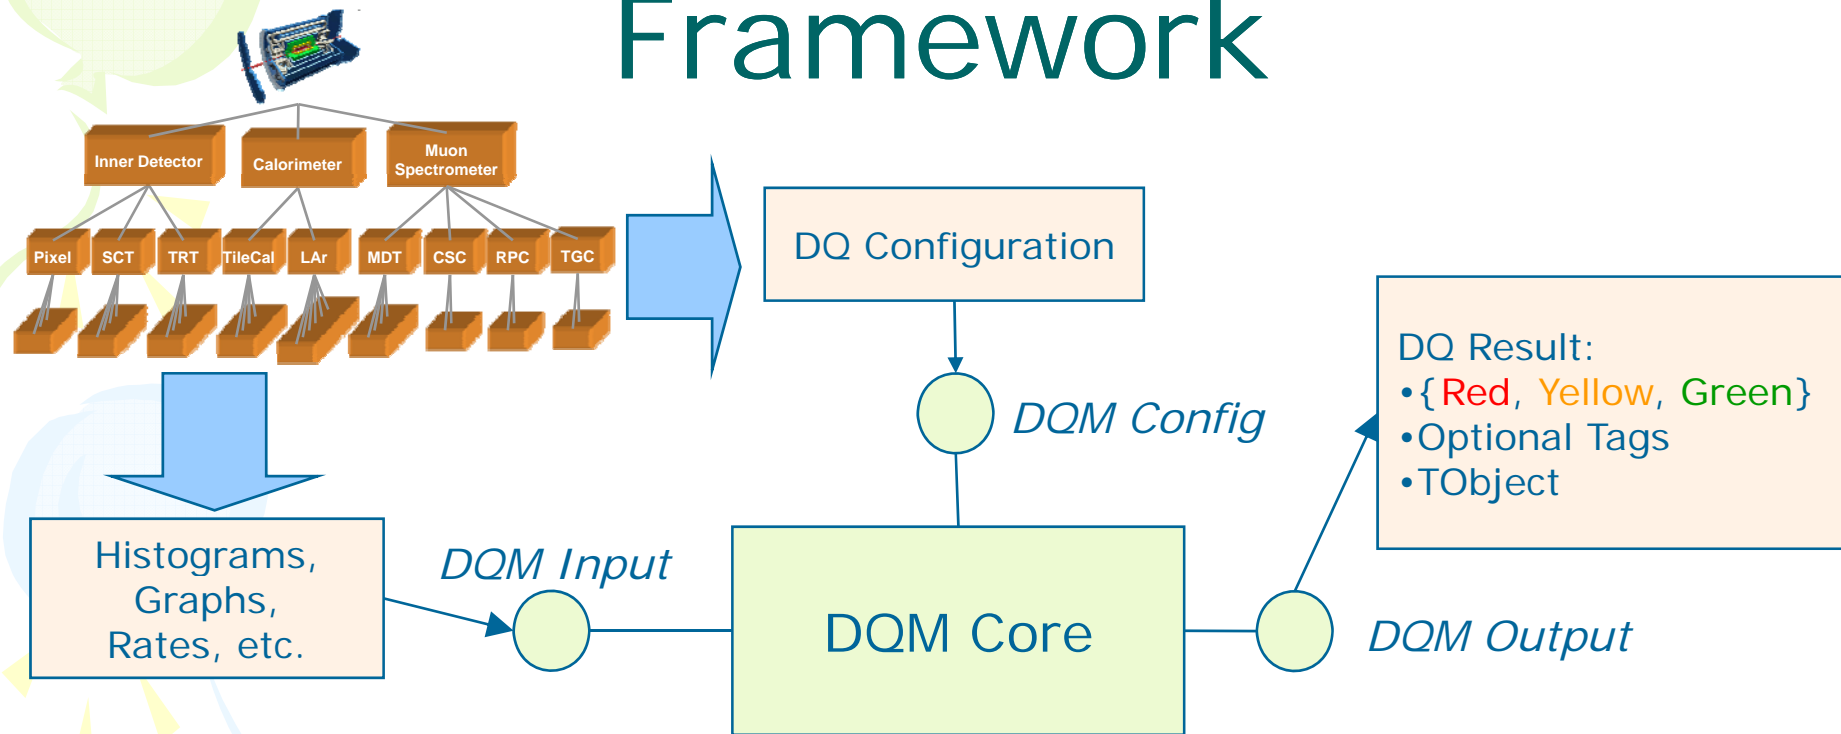 Framework
Inner Detector
Calorimeter
Muon
Spectrometer
Pixel
SCT
TRT
TileCal
LAr
MDT
CSC
RPC
TGC
DQ Configuration
DQM Config
DQ Result:
•{Red, Yellow, Green}
•Optional Tags
•TObject
Histograms,
Graphs,
Rates, etc.
DQM Input
DQM Core
DQM Output